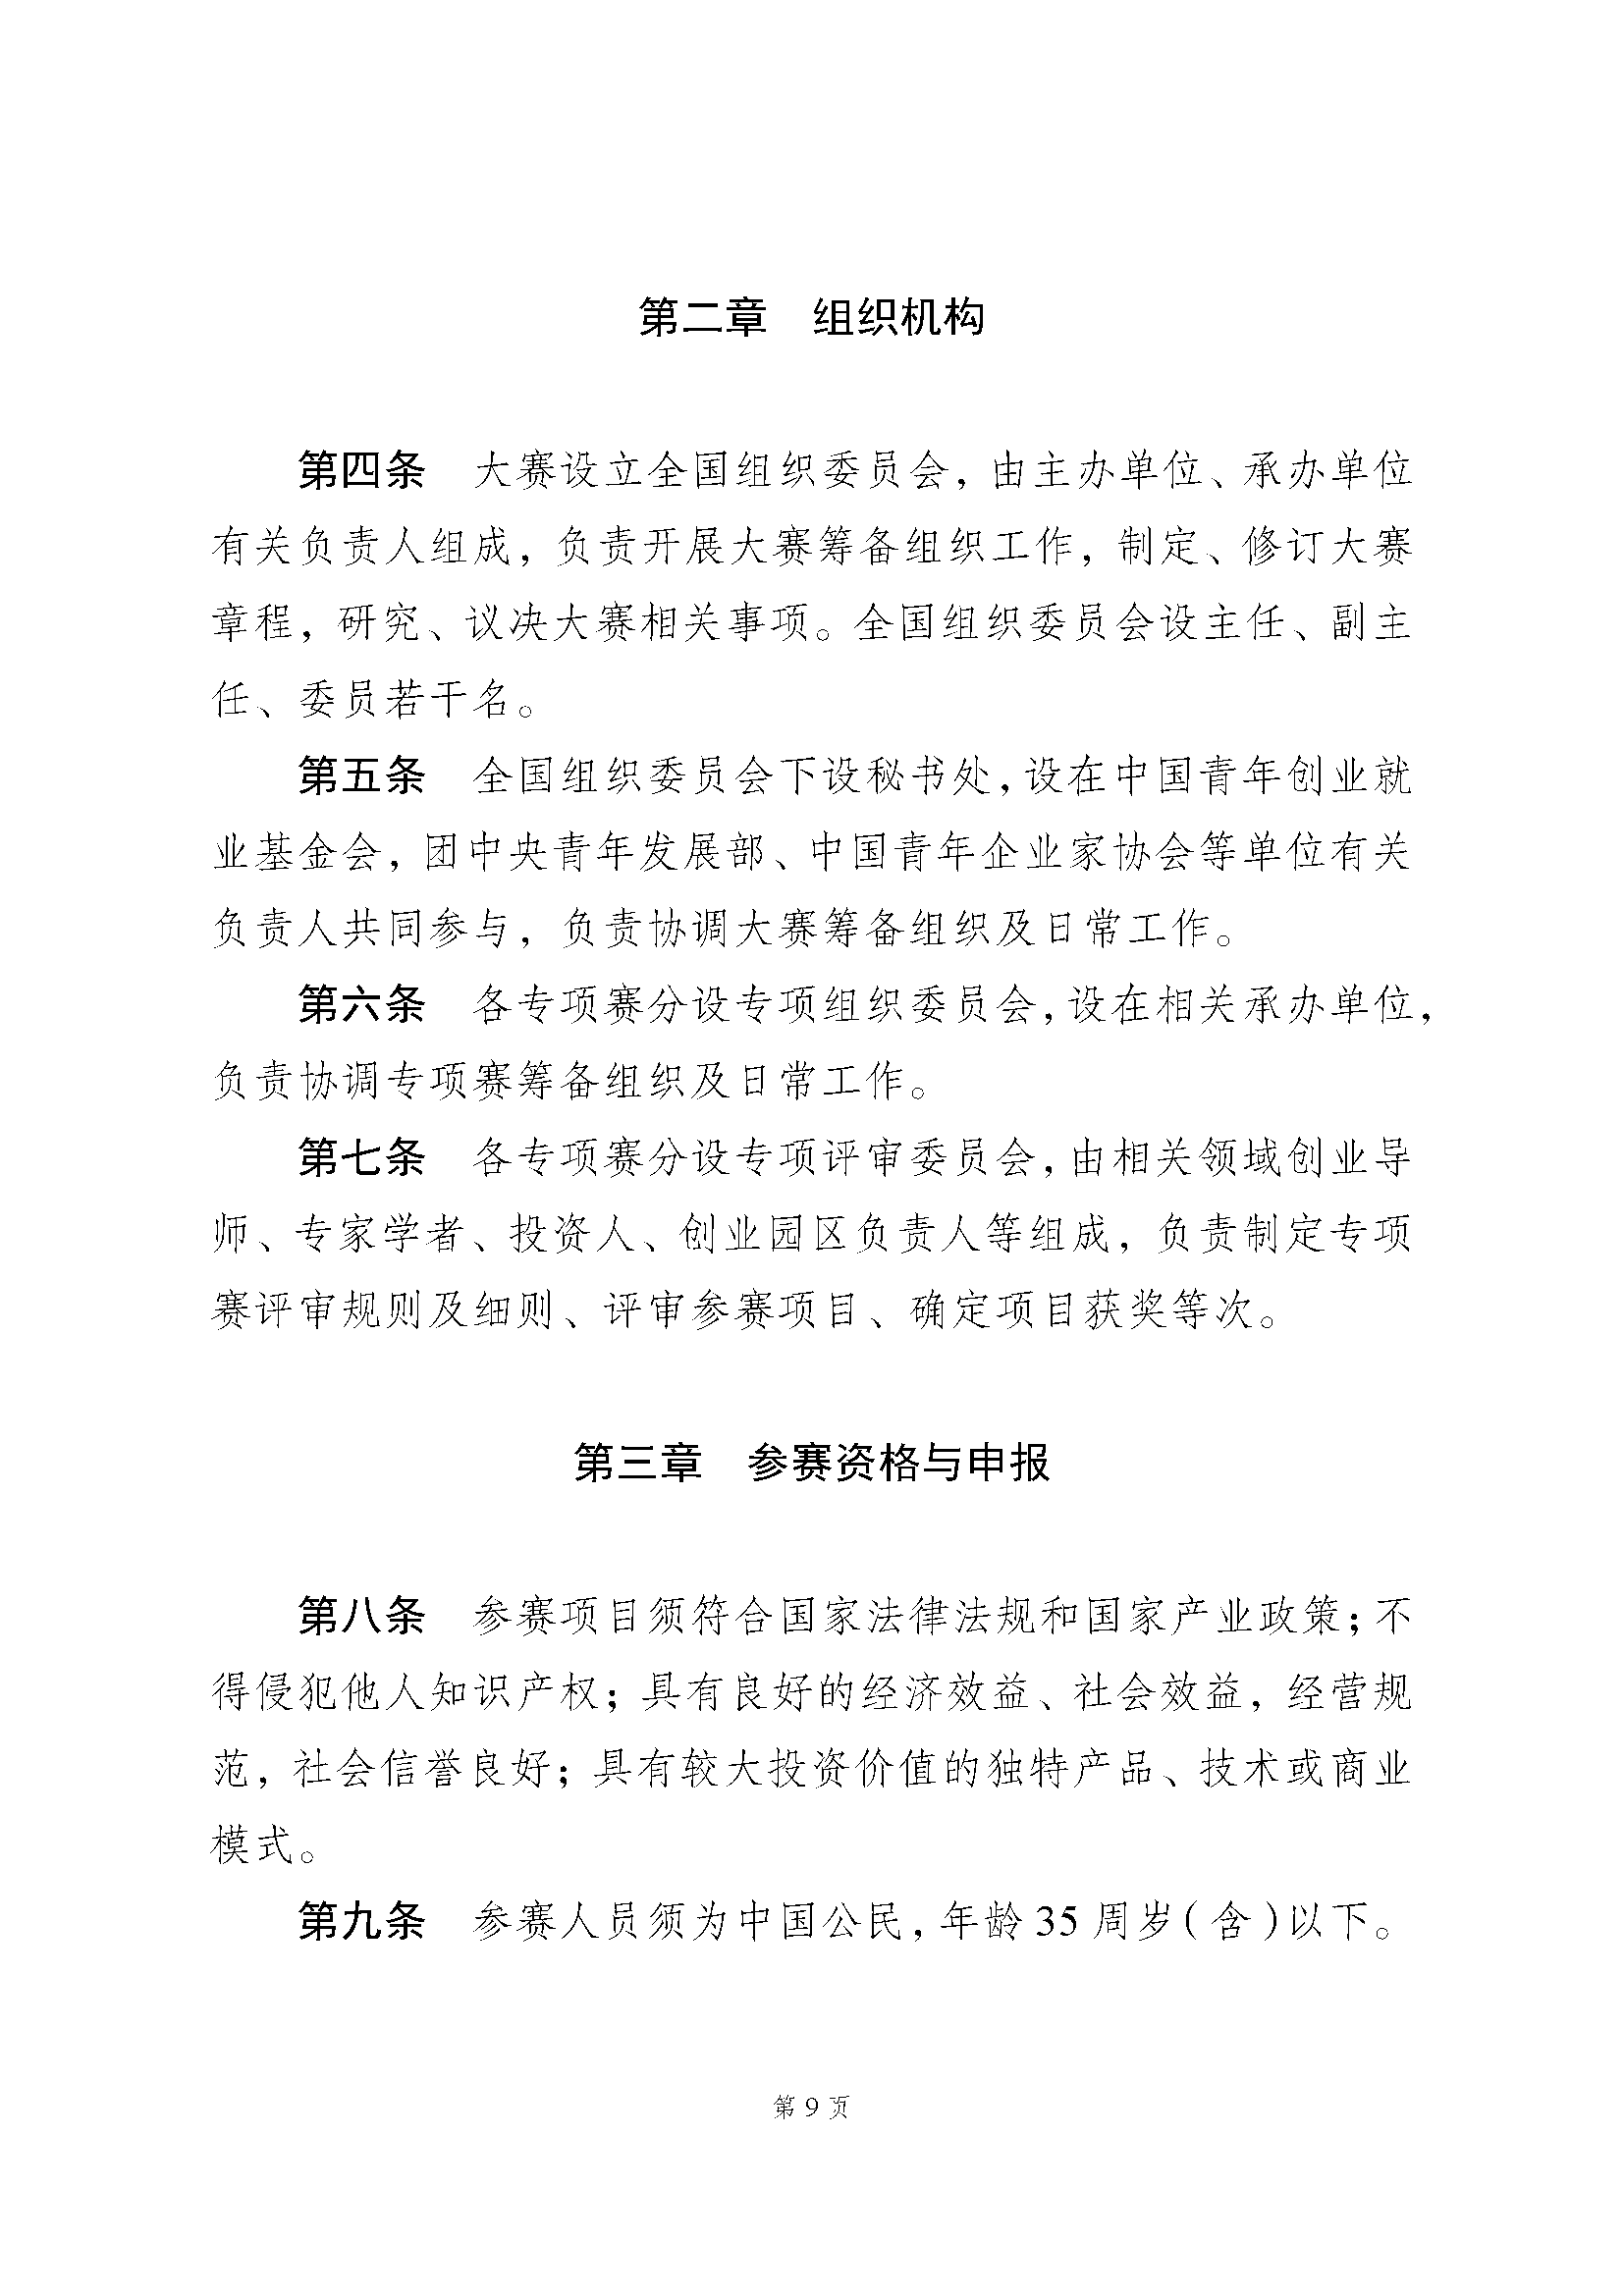 第二章　组织机构
第四条　大赛设立全国组织委员会，由主办单位、承办单位
有关负责人组成，负责开展大赛筹备组织工作，制定、修订大赛
章程，研究、议决大赛相关事项。全国组织委员会设主任、副主
任、委员若干名。
第五条　全国组织委员会下设秘书处，设在中国青年创业就
业基金会，团中央青年发展部、中国青年企业家协会等单位有关
负责人共同参与，负责协调大赛筹备组织及日常工作。
第六条　各专项赛分设专项组织委员会，设在相关承办单位，
负责协调专项赛筹备组织及日常工作。
第七条　各专项赛分设专项评审委员会，由相关领域创业导
师、专家学者、投资人、创业园区负责人等组成，负责制定专项
赛评审规则及细则、评审参赛项目、确定项目获奖等次。
第三章　参赛资格与申报
第八条　参赛项目须符合国家法律法规和国家产业政策；不
得侵犯他人知识产权；具有良好的经济效益、社会效益，经营规
范，社会信誉良好；具有较大投资价值的独特产品、技术或商业
模式。
第九条　参赛人员须为中国公民，年龄 35 周岁（含）以下。
第 9 页